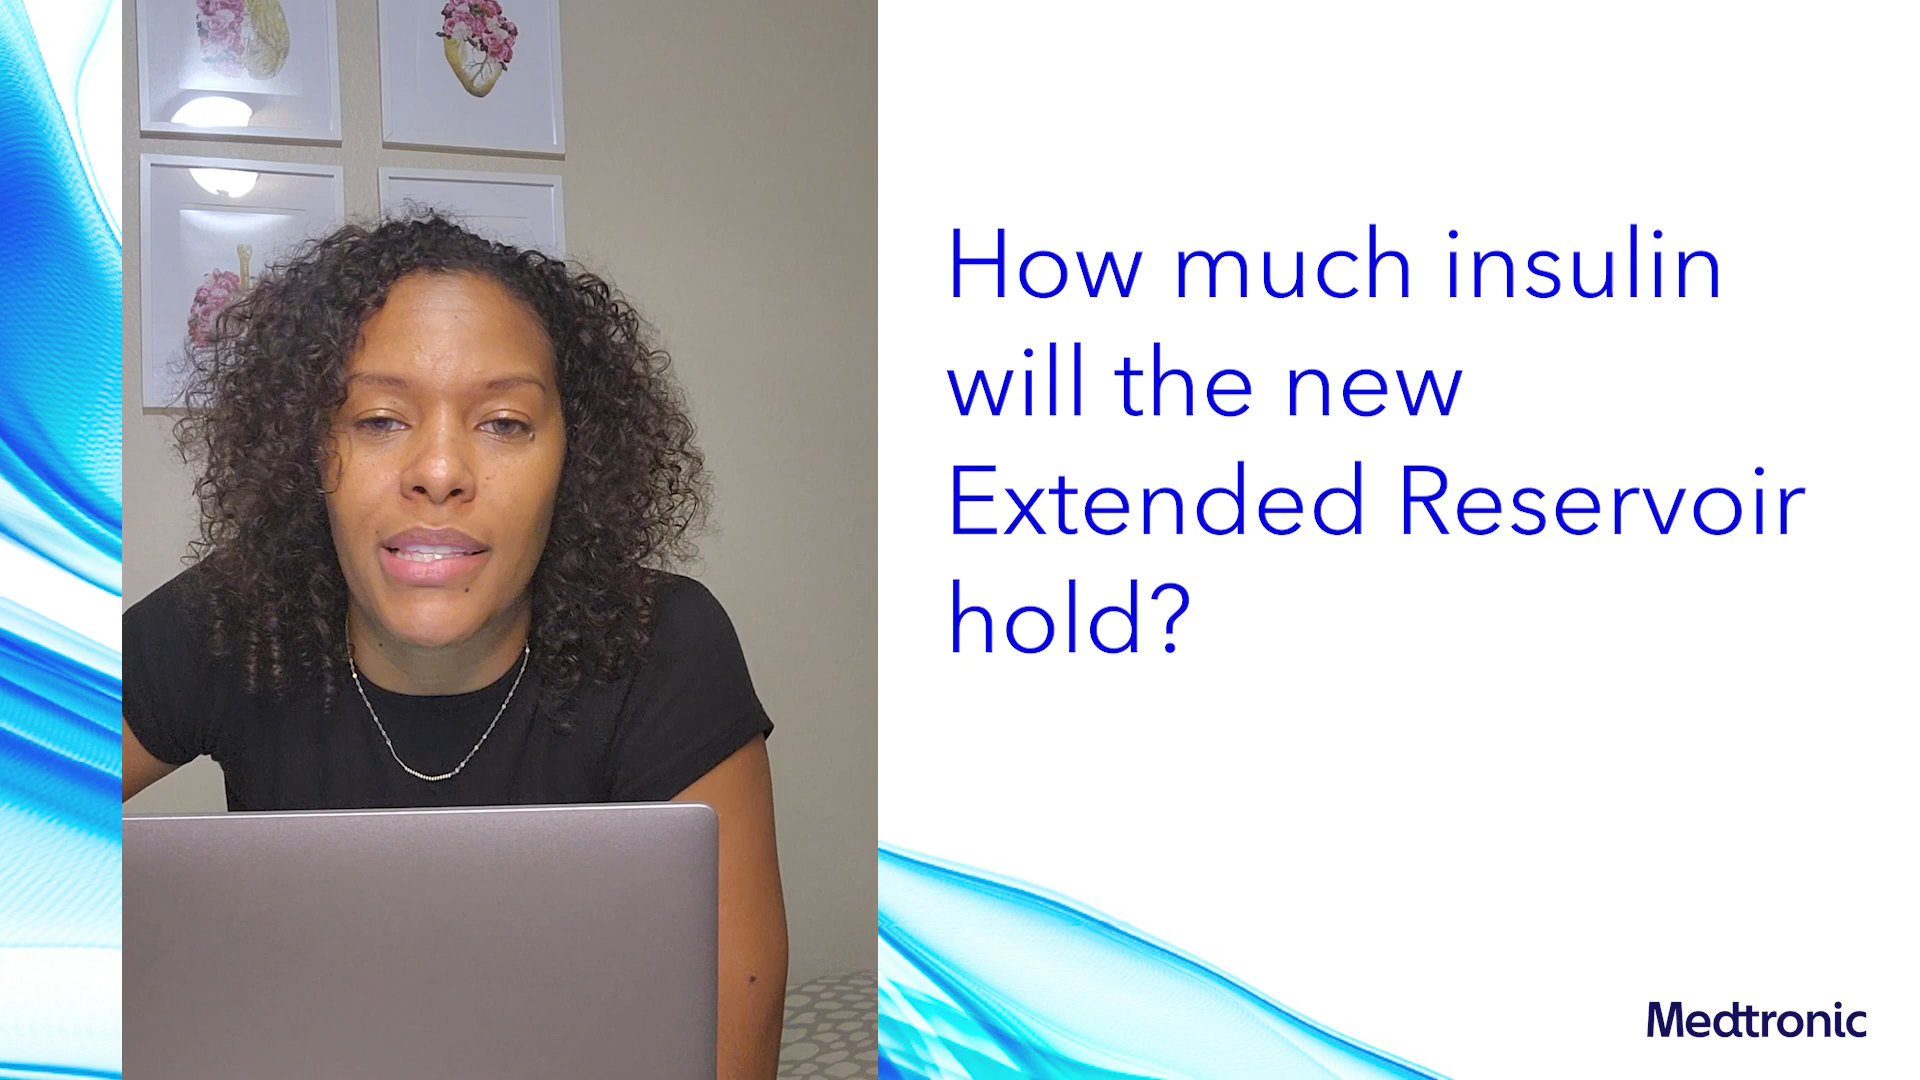 How much insulin
will the new
Extended Reservoir
hold?
Medtronic